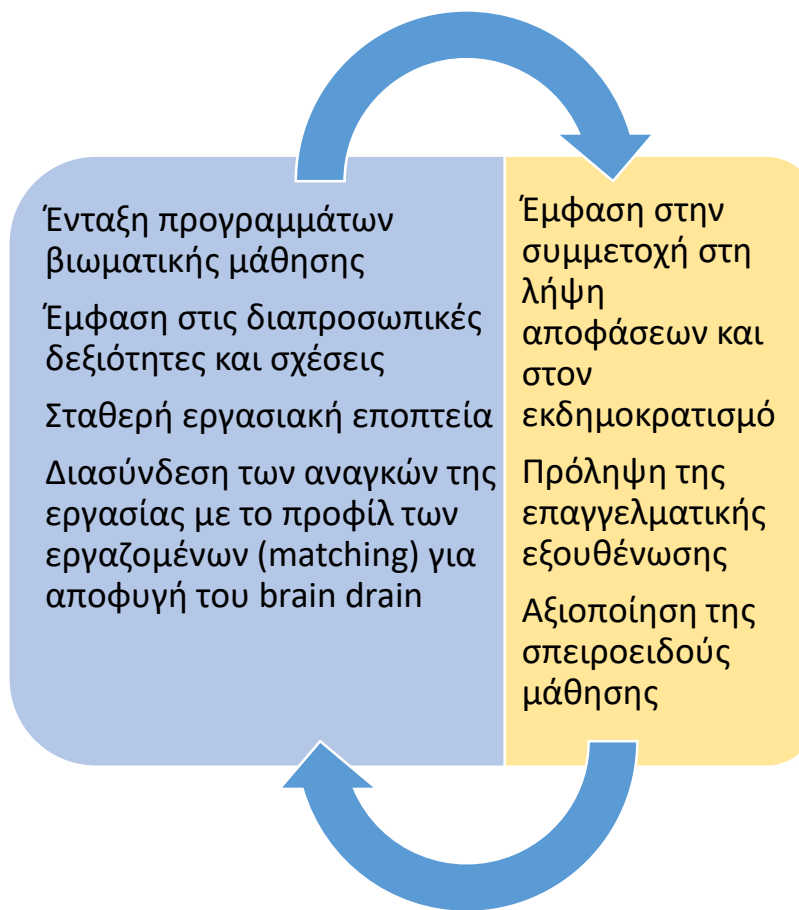 Ένταξη προγραμμάτων
βιωματικής μάθησης
Έμφαση στις διαπροσωπικές
δεξιότητες και σχέσεις
Σταθερή εργασιακή εποπτεία
Διασύνδεση των αναγκών της
εργασίας με το προφίλ των
εργαζομένων (matching) για
αποφυγή του brain drain
Έμφαση στην
συμμετοχή στη
λήψη
αποφάσεων και
στον
εκδημοκρατισμό
Πρόληψη της
επαγγελματικής
εξουθένωσης
Αξιοποίηση της
σπειροειδούς
μάθησης